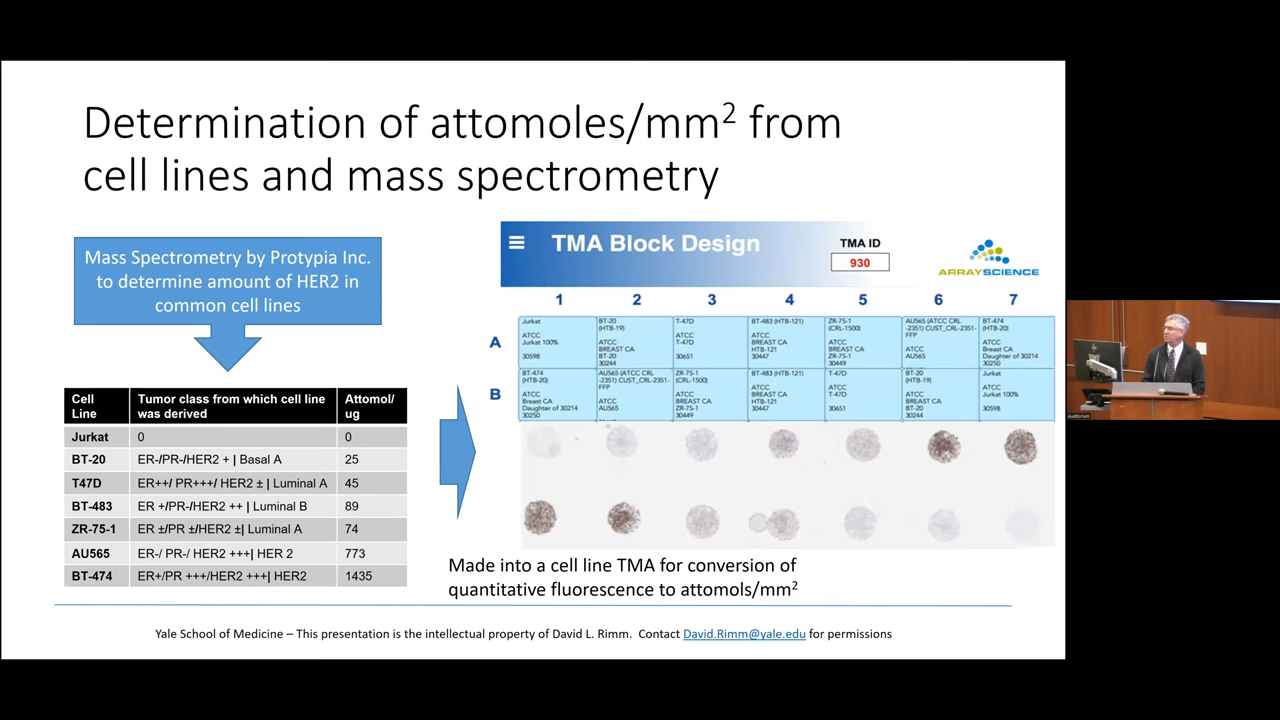 Determination of attomoles/mm² from
cell lines and mass spectrometry
Mass Spectrometry by Protypia Inc.
to determine amount of HER2 in
common cell lines
Cell Line | Tumor class from which cell line was derived | Attomol/ug
Jurkat | 0 | 0
BT-20 | ER-/PR-/HER2 + | Basal A | 25
T47D | ER++/ PR+++/ HER2 ± | Luminal A | 45
BT-483 | ER +/PR-/HER2 ++ | Luminal B | 89
ZR-75-1 | ER ±/PR ±/HER2 ±| Luminal A | 74
AU565 | ER-/ PR-/ HER2 +++| HER 2 | 773
BT-474 | ER+/PR +++/HER2 +++| HER2 | 1435
TMA Block Design
TMA ID
930
ARRAYSCIENCE
1 2 3 4 5 6 7
A
Jurkat
ATCC
Jurkat 100%
30598
BT-20
(HTB-19)
ATCC
BREAST CA
BT-20
30244
T-47D
ATCC
T-47D
30651
BT-483 (HTB-121)
ATCC
BREAST CA
HTB-121
30447
ZR-75-1
(CRL-1500)
ATCC
BREAST CA
ZR-75-1
30449
AU565 (ATCC CRL
-2351) CUST_CRL-2351-
FFP
ATCC
AU565
BT-474
(HTB-20)
ATCC
Breast CA
Daughter of 30214
30250
B
BT-474
(HTB-20)
ATCC
Breast CA
Daughter of 30214
30250
AU565 (ATCC CRL
-2351) CUST_CRL-2351-
FFP
ATCC
AU565
ZR-75-1
(CRL-1500)
ATCC
BREAST CA
ZR-75-1
30449
BT-483 (HTB-121)
ATCC
BREAST CA
HTB-121
30447
T-47D
ATCC
T-47D
30651
BT-20
(HTB-19)
ATCC
BREAST CA
BT-20
30244
Jurkat
ATCC
Jurkat 100%
30598
Made into a cell line TMA for conversion of
quantitative fluorescence to attomols/mm²
Yale School of Medicine – This presentation is the intellectual property of David L. Rimm. Contact David.Rimm@yale.edu for permissions
Auditorium